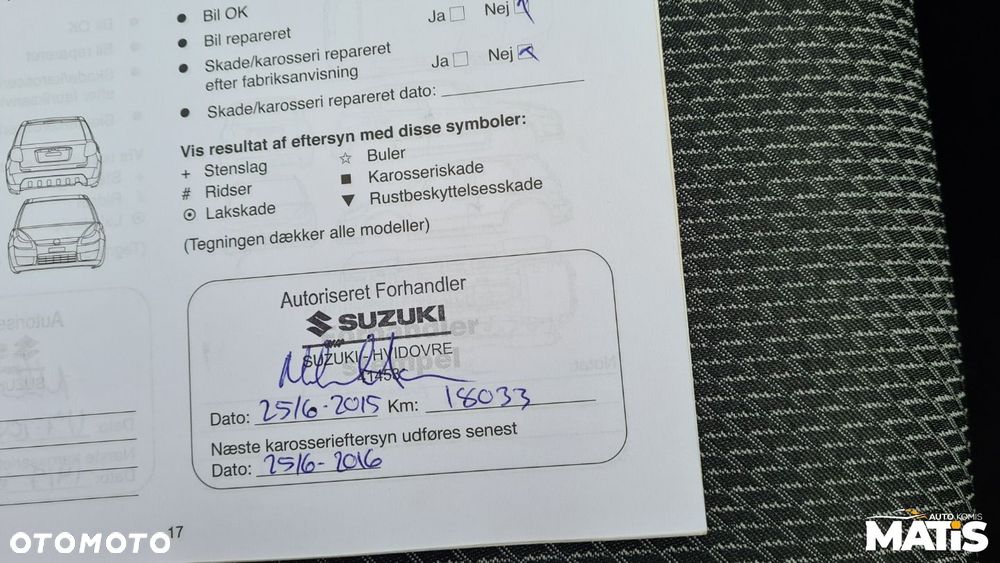 Bil OK
Ja Nej
Bil repareret
Skade/karosseri repareret
efter fabriksanvisning
Ja Nej
Skade/karosseri repareret dato:
Vis resultat af eftersyn med disse symboler:
+ Stenslag
☆ Buler
# Ridser
■ Karosseriskade
⊙ Lakskade
▼ Rustbeskyttelsesskade
(Tegningen dækker alle modeller)
Autoriseret Forhandler
SUZUKI
SUZUKI - HVIDOVRE
Dato: 25/6-2015 Km: 18033
Næste karosserieftersyn udføres senest
Dato: 25/6-2016
17
OTOMOTO
AUTO KOMIS
MATIS